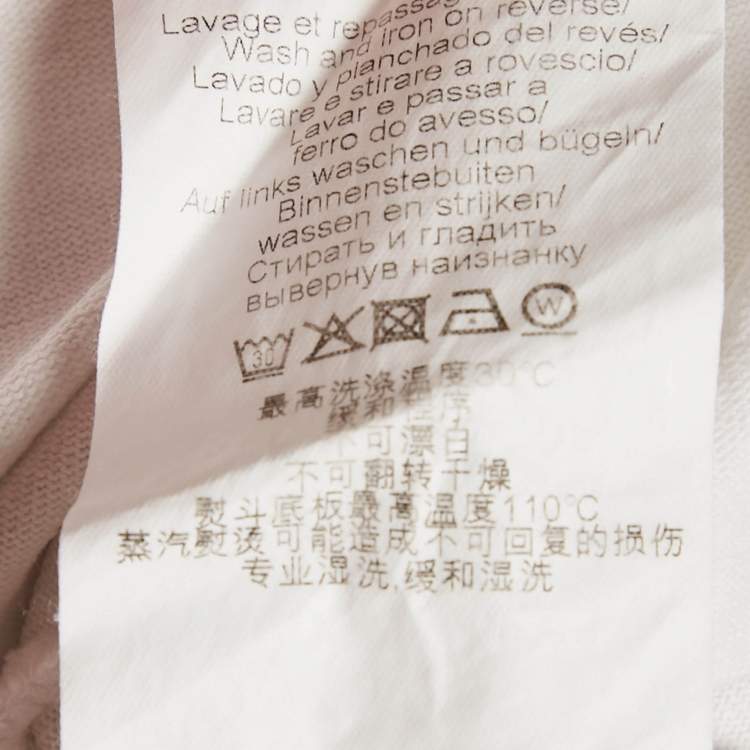 Lavage et repassage
Wash and iron on reverse/
Lavado y planchado del revés/
Lavare e stirare a rovescio/
Lavar e passar a
ferro do avesso/
Auf links waschen und bügeln/
Binnenstebuiten
wassen en strijken/
Стирать и гладить
вывернув наизнанку
30 W
最高洗涤温度30°C
缓和程序
不可漂白
不可翻转干燥
熨斗底板最高温度110°C
蒸汽熨烫可能造成不可回复的损伤
专业湿洗,缓和湿洗